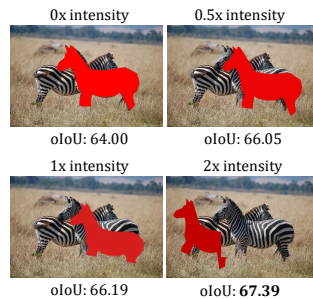 0x intensity
0.5x intensity
oIoU: 64.00
oIoU: 66.05
1x intensity
2x intensity
oIoU: 66.19
oIoU: 67.39